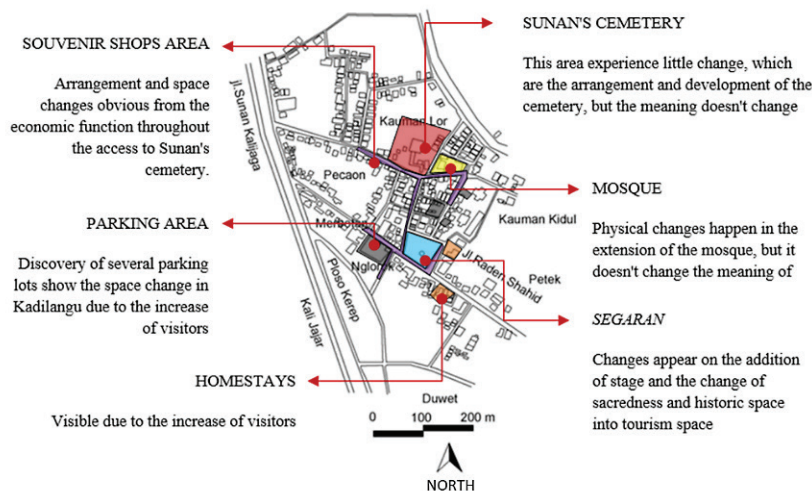 SOUVENIR SHOPS AREA
Arrangement and space
changes obvious from the
economic function throughout
the access to Sunan's
cemetery.
PARKING AREA
Discovery of several parking
lots show the space change in
Kadilangu due to the increase
of visitors
HOMESTAYS
Visible due to the increase of visitors
jl.Sunan Kalijaga
Kauman Lor
Pecaon
Kauman Kidul
Jl.Raden Shahid
Petek
Ploso Kerep
Kali Jajar
Duwet
0 100 200 m
NORTH
SUNAN'S CEMETERY
This area experience little change, which
are the arrangement and development of the
cemetery, but the meaning doesn't change
MOSQUE
Physical changes happen in the
extension of the mosque, but it
doesn't change the meaning of
SEGARAN
Changes appear on the addition
of stage and the change of
sacredness and historic space
into tourism space